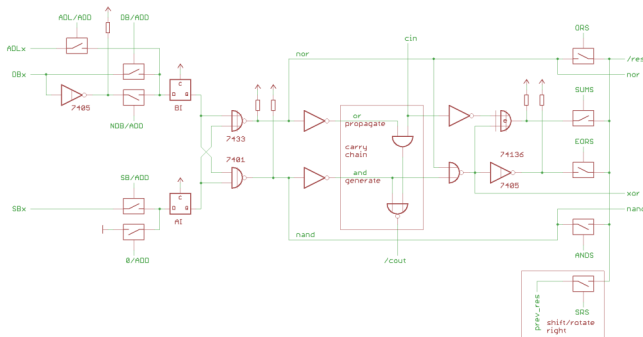 ADL/ADD
DB/ADD
ORS
cin
ADLx
/res
nor
nor
DBx
C
SUMS
7405
or
propagate
BI
e
NDB/ADD
7433
carry
chain
74136
EORS
7401
and
generate
7405
SB/ADD
C
xor
nand
SBx
AI
nand
0/ADD
/cout
ANDS
prev_res
SRS
shift/rotate
right